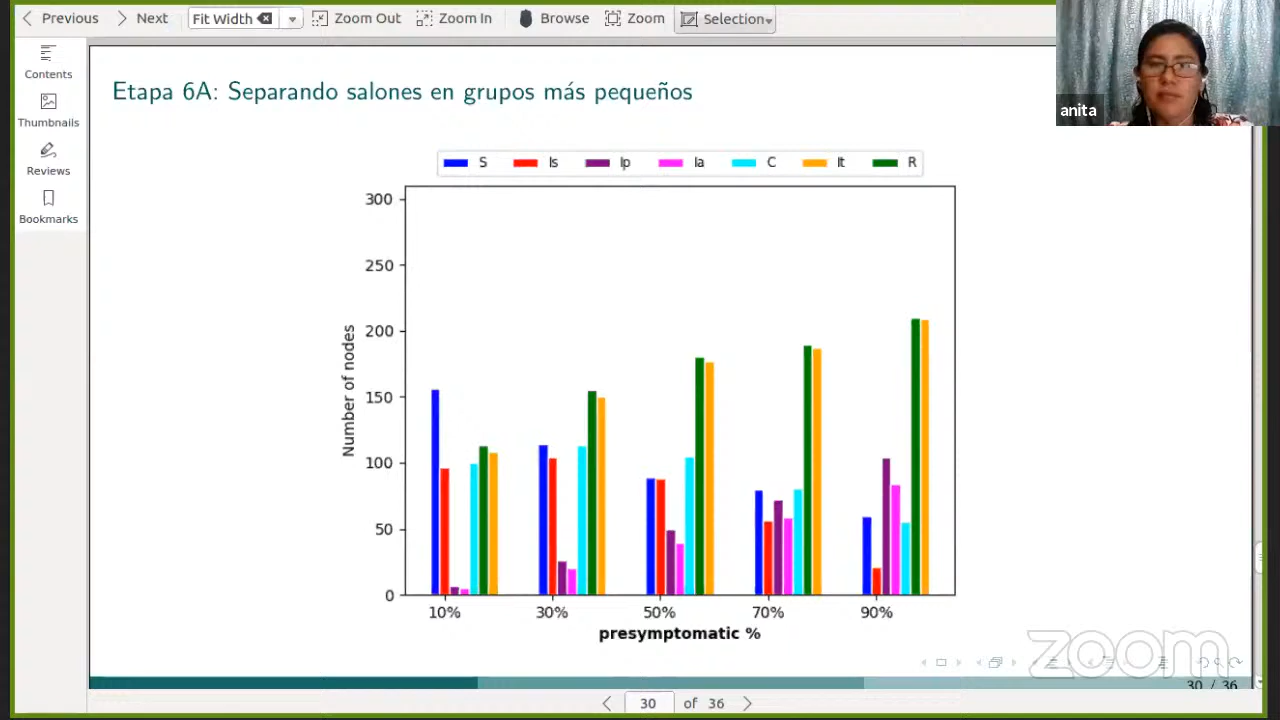 Previous Next Fit Width Zoom Out Zoom In Browse Zoom Selection
Contents
Thumbnails
Reviews
Bookmarks
anita
Etapa 6A: Separando salones en grupos más pequeños
S Is Ip Ia C It R
300
250
200
150
100
50
0
Number of nodes
10% 30% 50% 70% 90%
presymptomatic %
zoom
30 / 36
30 of 36